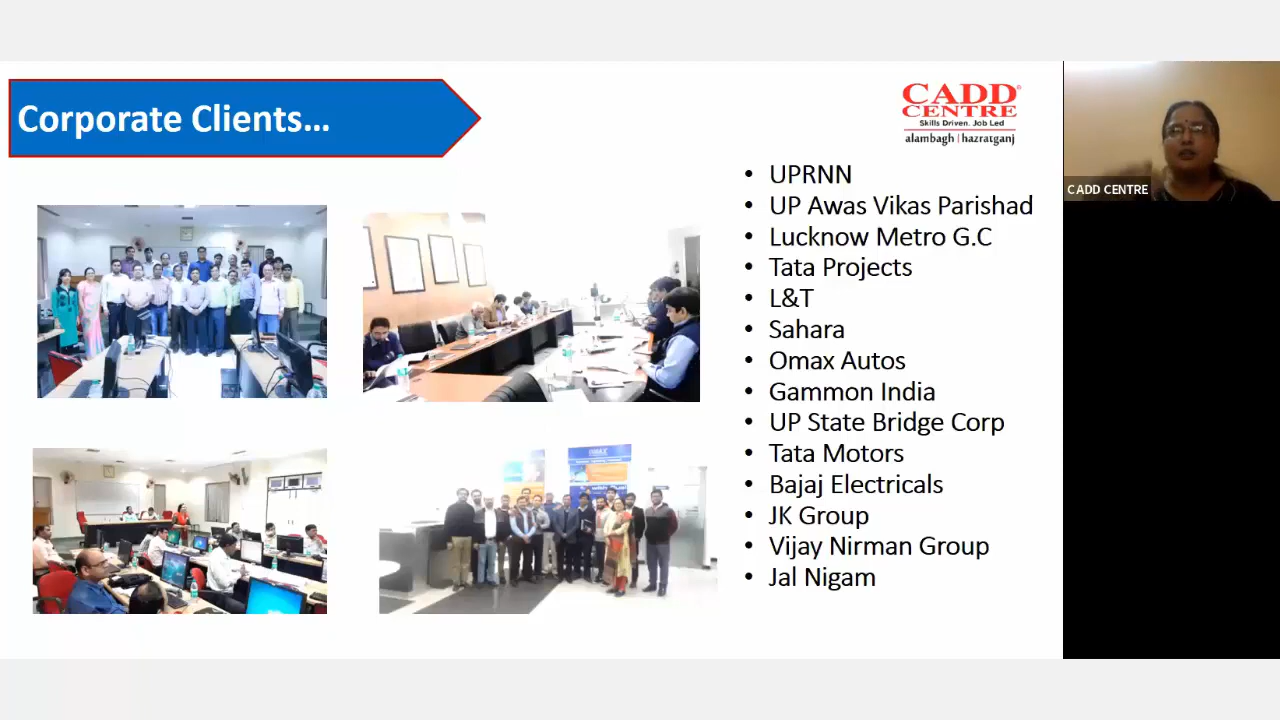 Corporate Clients...
CADD
CENTRE
Skills Driven. Job Led
alambagh | hazratganj
• UPRNN
• UP Awas Vikas Parishad
• Lucknow Metro G.C
• Tata Projects
• L&T
• Sahara
• Omax Autos
• Gammon India
• UP State Bridge Corp
• Tata Motors
• Bajaj Electricals
• JK Group
• Vijay Nirman Group
• Jal Nigam
CADD CENTRE